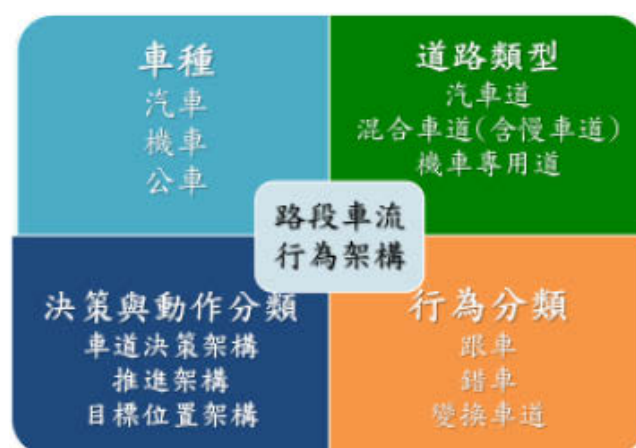 車種
汽車
機車
公車
道路類型
汽車道
混合車道(含慢車道)
機車專用道
路段車流
行為架構
決策與動作分類
車道決策架構
推進架構
目標位置架構
行為分類
跟車
錯車
變換車道